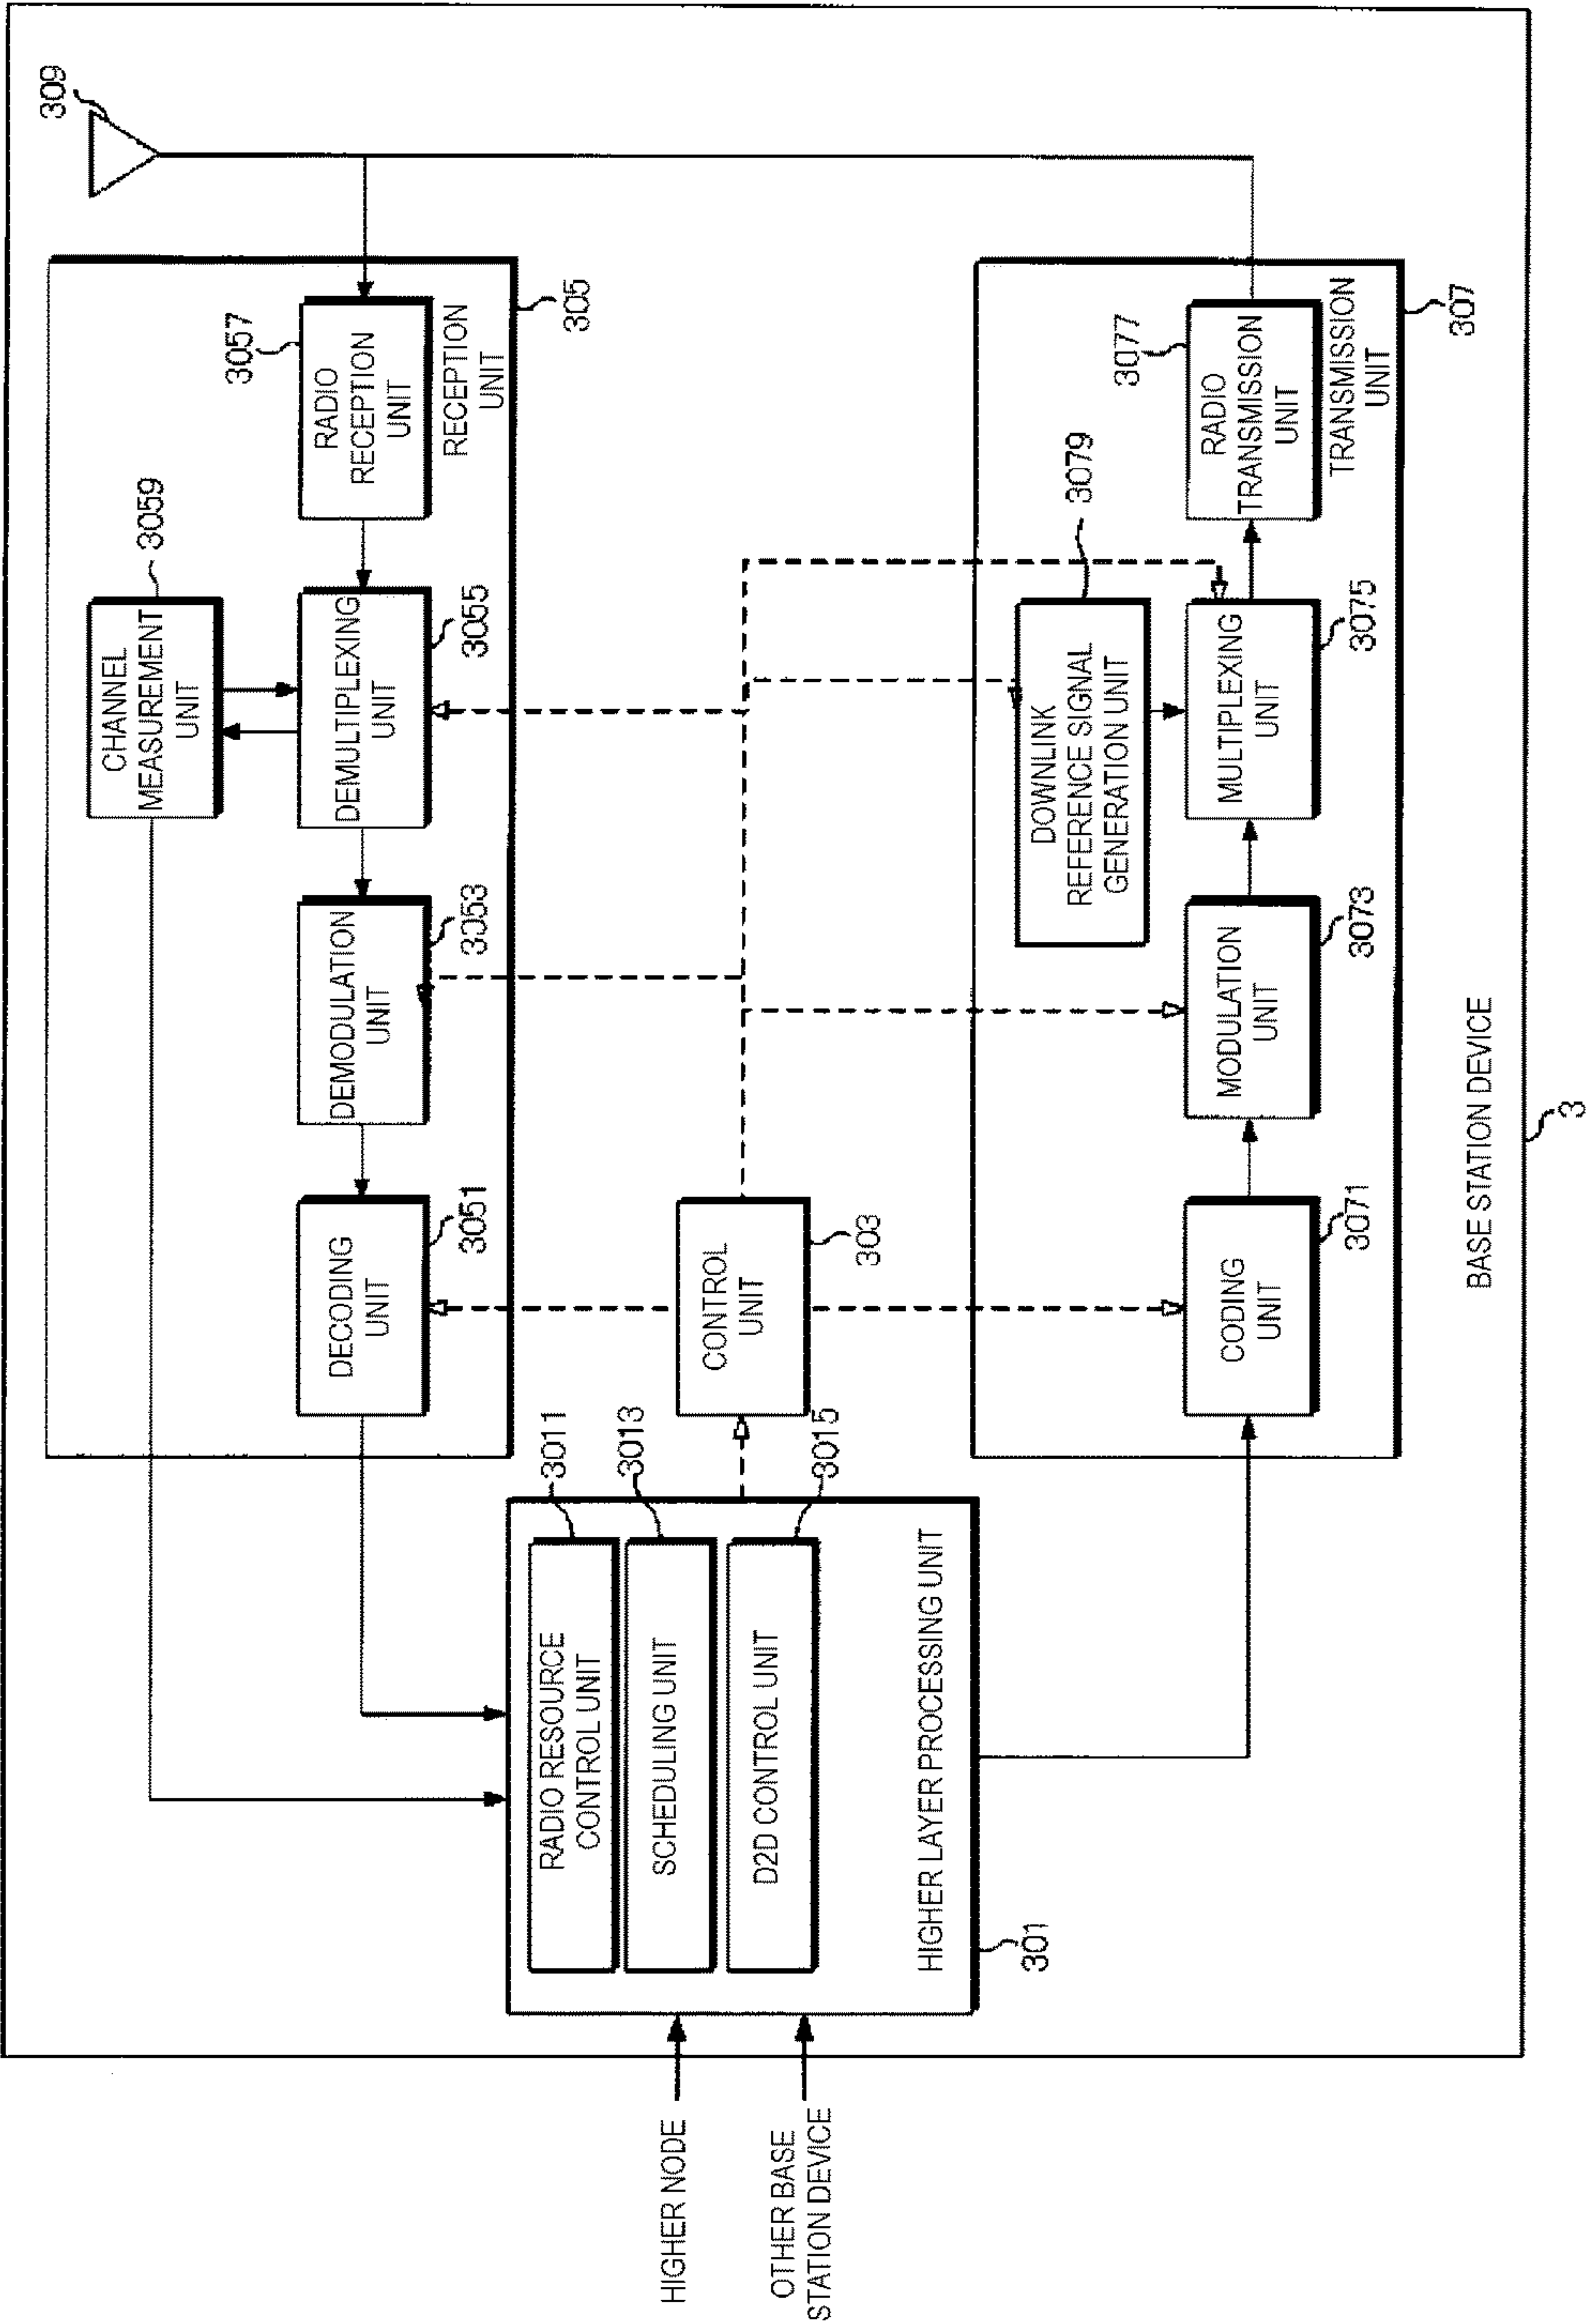 309
3059
CHANNEL
MEASUREMENT
UNIT
3057
RADIO
RECEPTION
UNIT
RECEPTION
UNIT
305
DEMULTIPLEXING
UNIT
3055
DEMODULATION
UNIT
3053
DECODING
UNIT
3051
HIGHER NODE
OTHER BASE
STATION DEVICE
RADIO RESOURCE
CONTROL UNIT
3011
SCHEDULING UNIT
3013
D2D CONTROL UNIT
3015
HIGHER LAYER PROCESSING UNIT
301
CONTROL
UNIT
303
DOWNLINK
REFERENCE SIGNAL
GENERATION UNIT
3079
CODING
UNIT
3071
MODULATION
UNIT
3073
MULTIPLEXING
UNIT
3075
3077
RADIO
TRANSMISSION
UNIT
TRANSMISSION
UNIT
307
BASE STATION DEVICE
3